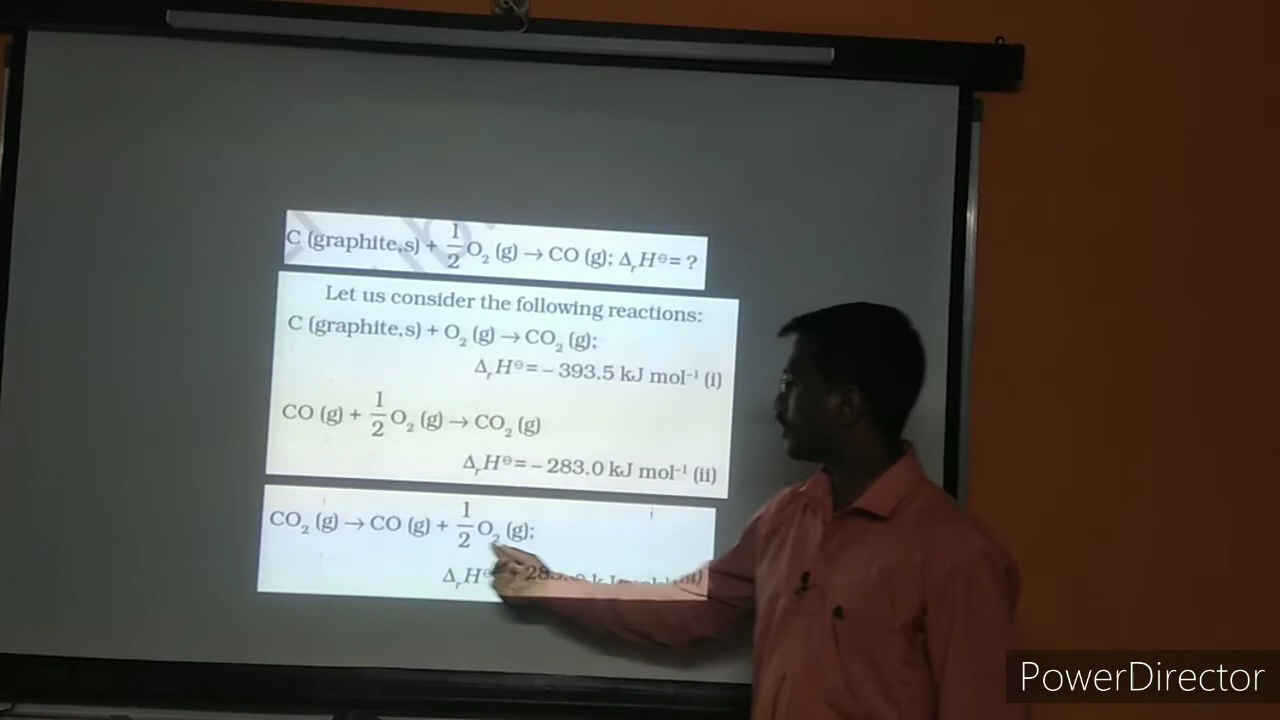 C (graphite,s) + 1/2 O₂ (g) → CO (g); ΔᵣH⊖ = ?
Let us consider the following reactions:
C (graphite,s) + O₂ (g) → CO₂ (g);
ΔᵣH⊖ = – 393.5 kJ mol⁻¹ (i)
CO (g) + 1/2 O₂ (g) → CO₂ (g)
ΔᵣH⊖ = – 283.0 kJ mol⁻¹ (ii)
CO₂ (g) → CO (g) + 1/2 O₂ (g);
ΔᵣH
PowerDirector